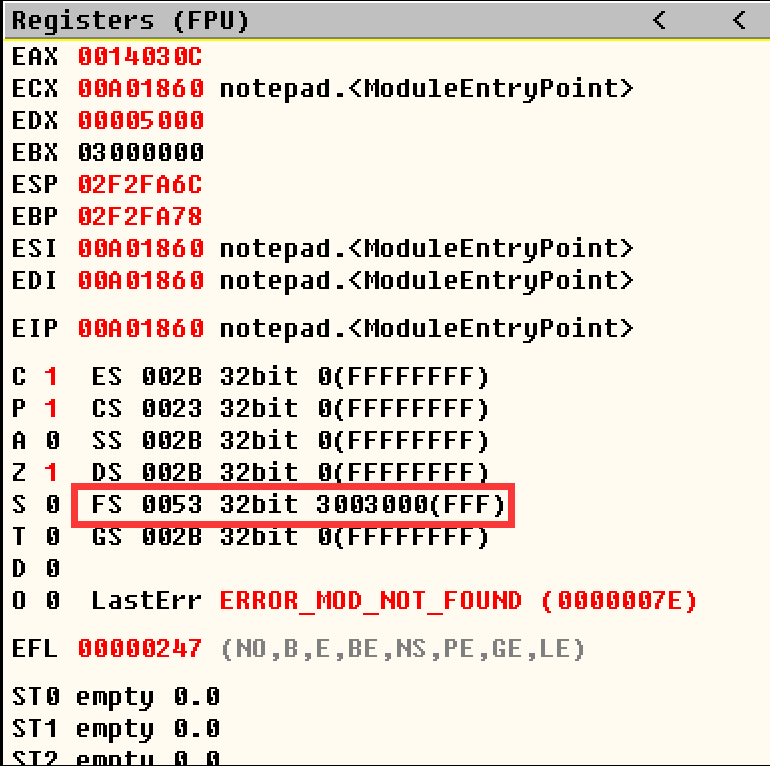 Registers (FPU) < <
EAX 0014030C
ECX 00A01860 notepad.<ModuleEntryPoint>
EDX 00005000
EBX 03000000
ESP 02F2FA6C
EBP 02F2FA78
ESI 00A01860 notepad.<ModuleEntryPoint>
EDI 00A01860 notepad.<ModuleEntryPoint>
EIP 00A01860 notepad.<ModuleEntryPoint>
C 1 ES 002B 32bit 0(FFFFFFFF)
P 1 CS 0023 32bit 0(FFFFFFFF)
A 0 SS 002B 32bit 0(FFFFFFFF)
Z 1 DS 002B 32bit 0(FFFFFFFF)
S 0 FS 0053 32bit 3003000(FFF)
T 0 GS 002B 32bit 0(FFFFFFFF)
D 0
O 0 LastErr ERROR_MOD_NOT_FOUND (0000007E)
EFL 00000247 (NO,B,E,BE,NS,PE,GE,LE)
ST0 empty 0.0
ST1 empty 0.0
ST2 empty 0.0